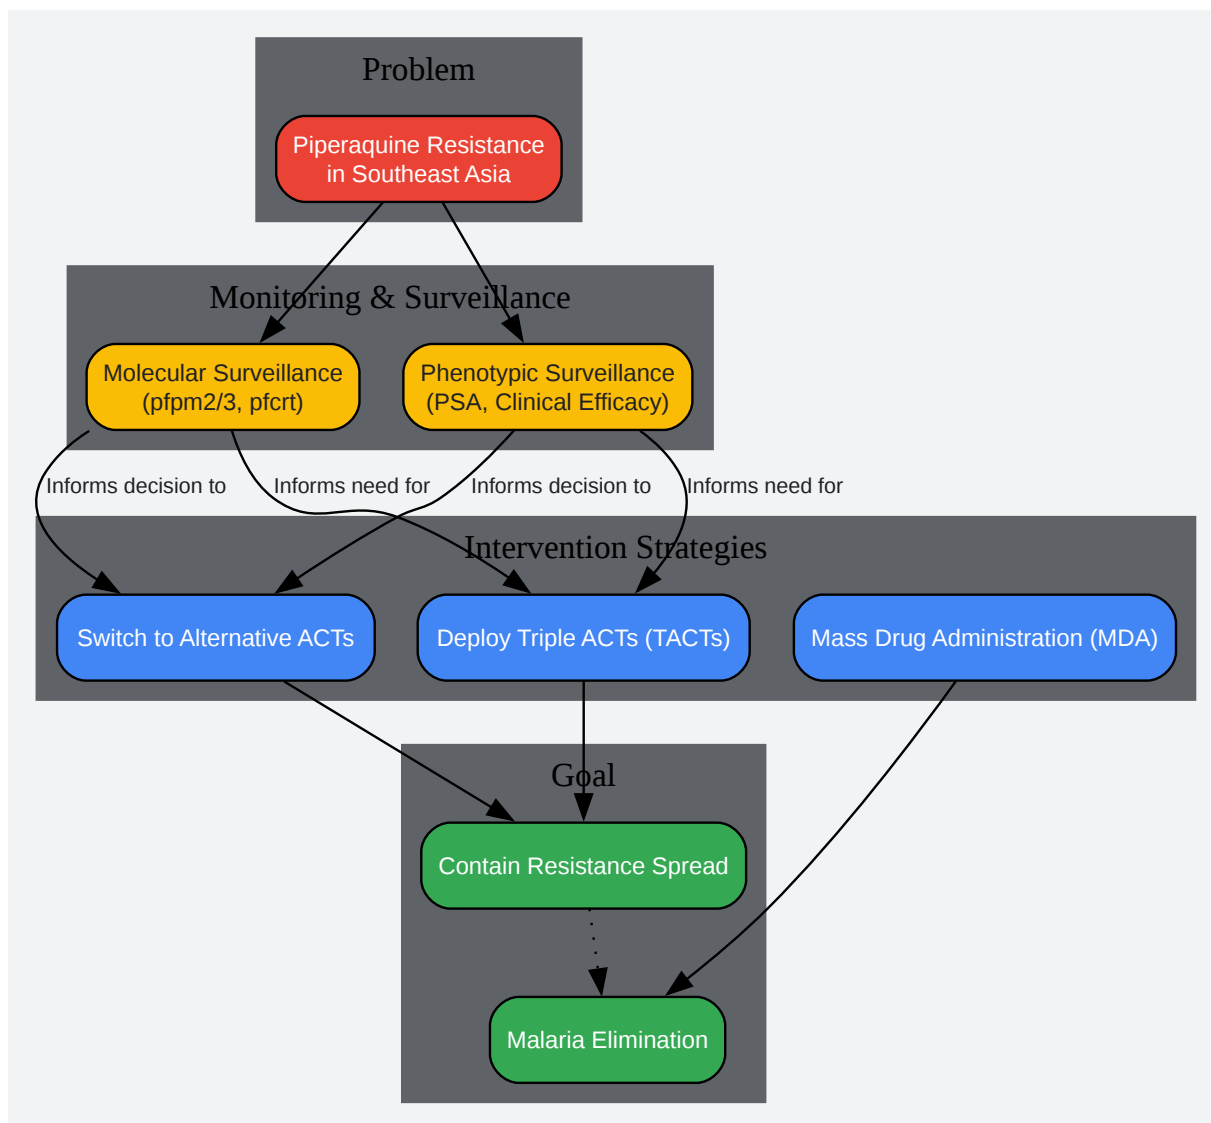 Problem
Piperaquine Resistance
in Southeast Asia
Monitoring & Surveillance
Molecular Surveillance
(pfpm2/3, pfcrt)
Phenotypic Surveillance
(PSA, Clinical Efficacy)
Informs decision to
Informs need for
Informs decision to
Informs need for
Intervention Strategies
Switch to Alternative ACTs
Deploy Triple ACTs (TACTs)
Mass Drug Administration (MDA)
Goal
Contain Resistance Spread
Malaria Elimination